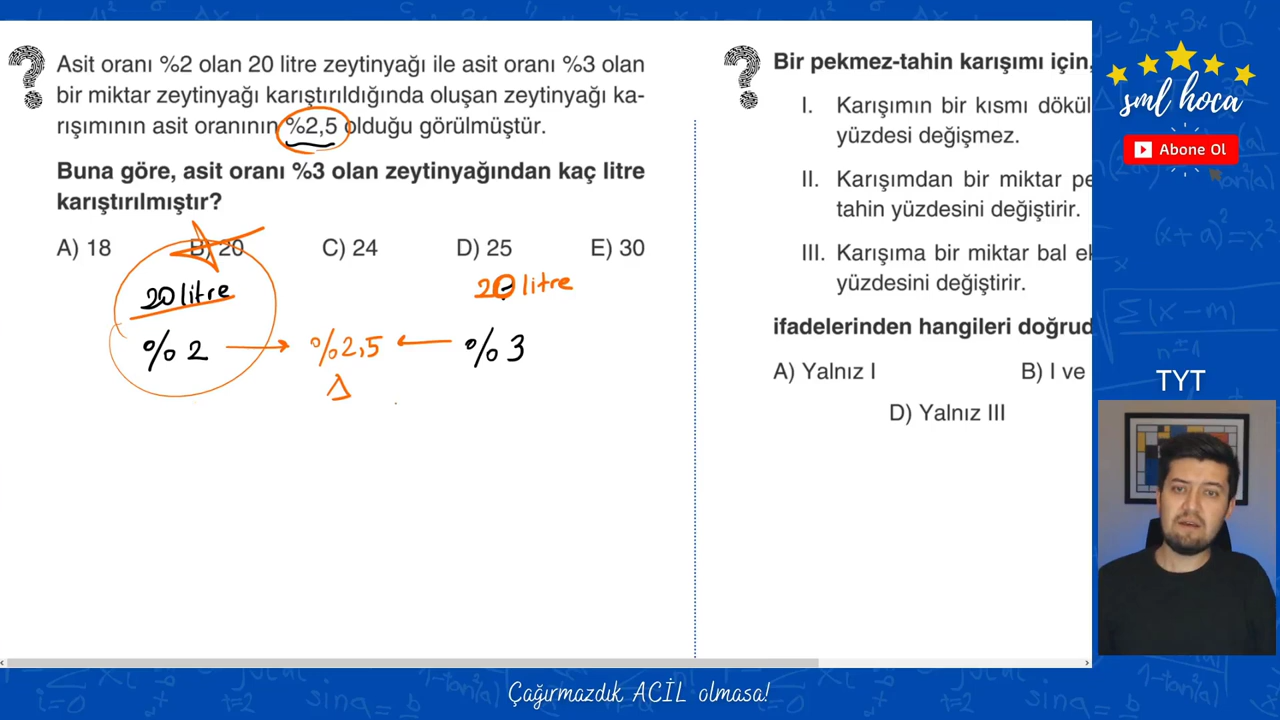 Asit oranı %2 olan 20 litre zeytinyağı ile asit oranı %3 olan
bir miktar zeytinyağı karıştırıldığında oluşan zeytinyağı ka-
rışımının asit oranının %2,5 olduğu görülmüştür.
Buna göre, asit oranı %3 olan zeytinyağından kaç litre
karıştırılmıştır?
A) 18 B) 20 C) 24 D) 25 E) 30
20 litre
20 litre
%2 → %2,5 ← %3
Δ
Bir pekmez-tahin karışımı için,
I. Karışımın bir kısmı dökül
yüzdesi değişmez.
II. Karışımdan bir miktar pe
tahin yüzdesini değiştirir.
III. Karışıma bir miktar bal ek
yüzdesini değiştirir.
ifadelerinden hangileri doğrud
A) Yalnız I B) I ve
D) Yalnız III
sml hoca
Abone Ol
TYT
Çağırmazdık ACİL olmasa!